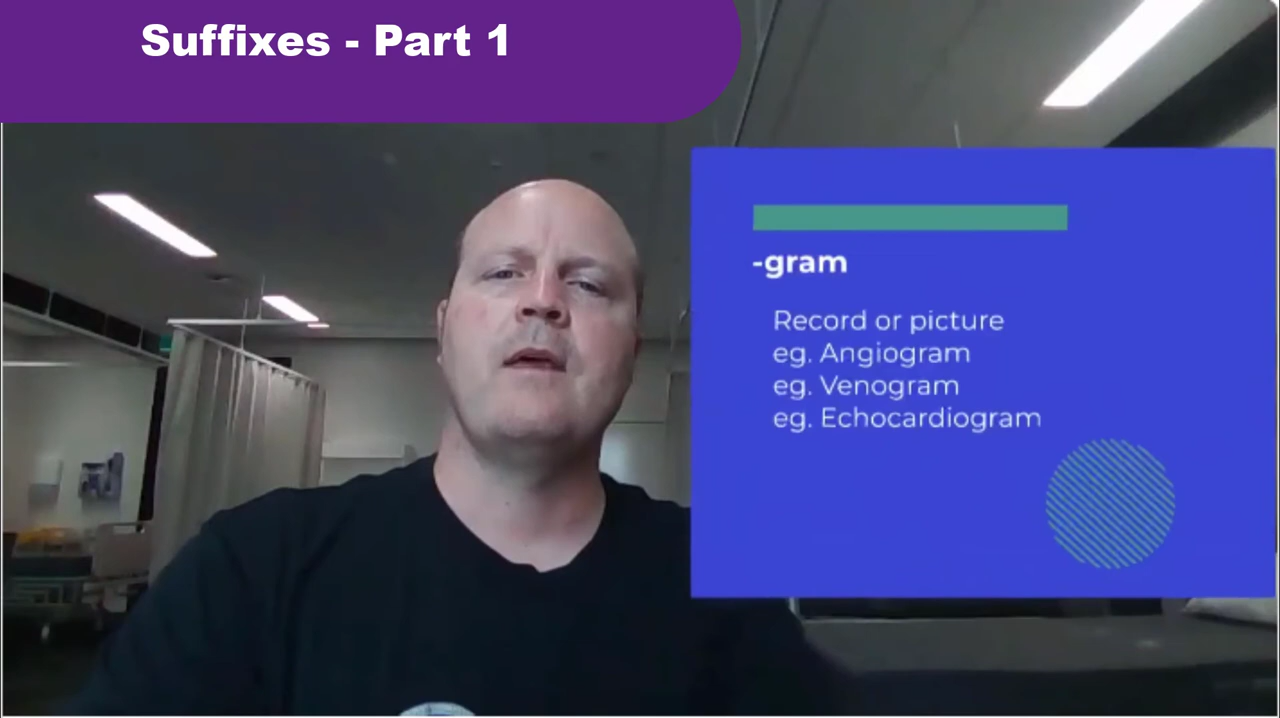 Suffixes - Part 1
-gram
Record or picture
eg. Angiogram
eg. Venogram
eg. Echocardiogram